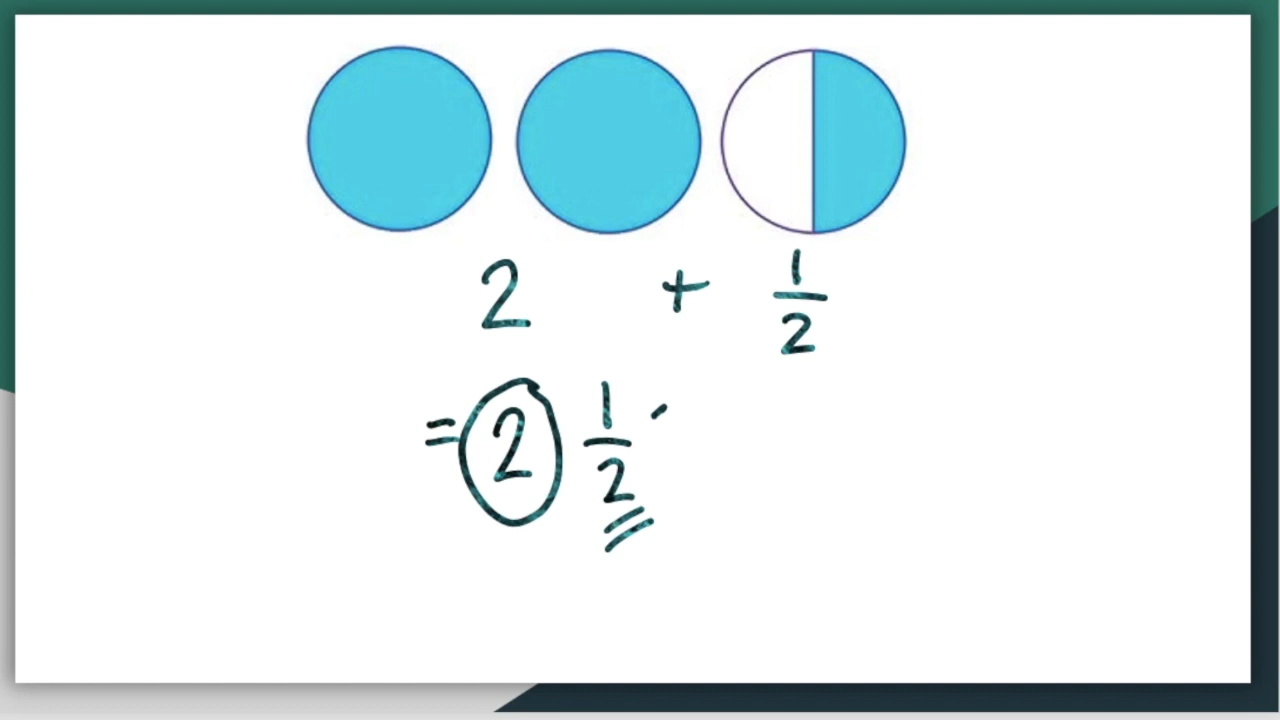 2 + 1/2
= 2 1/2